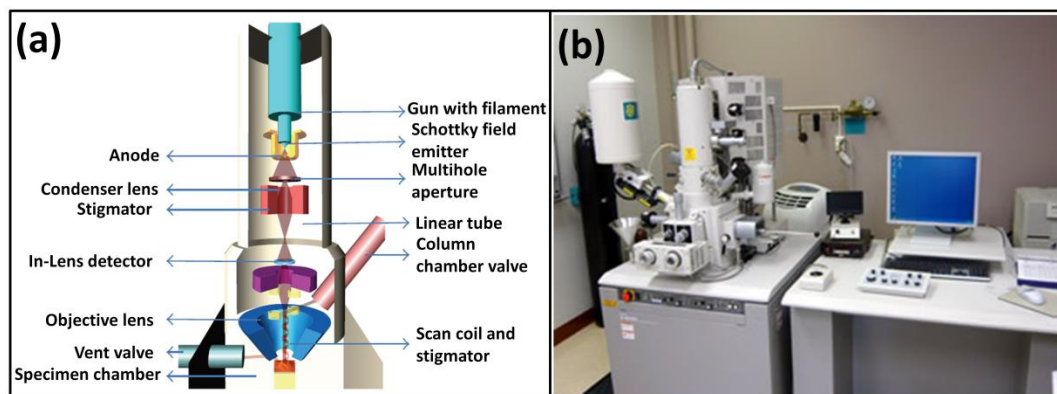 (a)
Gun with filament
Schottky field
emitter
Anode
Multihole
aperture
Condenser lens
Stigmator
Linear tube
Column
chamber valve
In-Lens detector
Objective lens
Scan coil and
stigmator
Vent valve
Specimen chamber
(b)